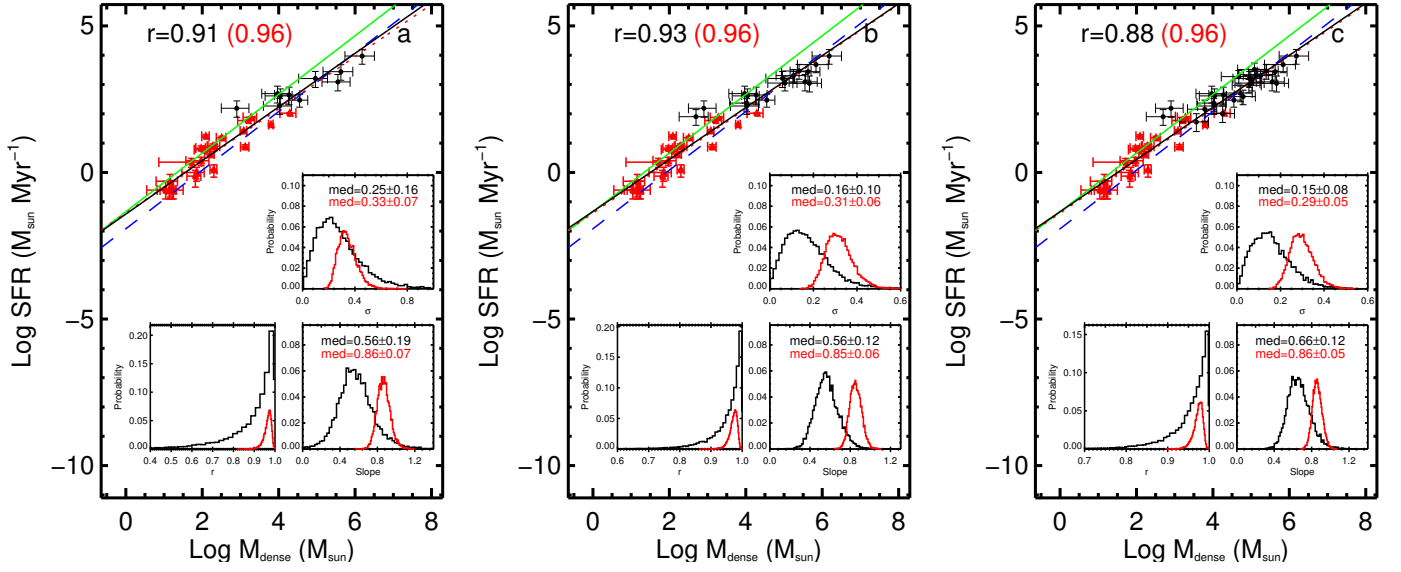 r=0.91 (0.96) a
5
0
−5
−10
Log SFR (M_sun Myr⁻¹)
med=0.25±0.16
med=0.33±0.07
0.10
0.08
0.06
0.04
0.02
0.00
Probability
0.0 0.4 0.8
σ
0.20
0.15
0.10
0.05
0.00
Probability
0.4 0.5 0.6 0.7 0.8 0.9 1.0
r
med=0.56±0.19
med=0.86±0.07
0.08
0.06
0.04
0.02
0.00
0.0 0.4 0.8 1.2
Slope
0 2 4 6 8
Log M_dense (M_sun)
r=0.93 (0.96) b
5
0
−5
−10
Log SFR (M_sun Myr⁻¹)
med=0.16±0.10
med=0.31±0.06
0.10
0.08
0.06
0.04
0.02
0.00
Probability
0.0 0.2 0.4 0.6
σ
0.20
0.15
0.10
0.05
0.00
Probability
0.6 0.7 0.8 0.9 1.0
r
med=0.56±0.12
med=0.85±0.06
0.08
0.06
0.04
0.02
0.00
0.0 0.4 0.8 1.2
Slope
0 2 4 6 8
Log M_dense (M_sun)
r=0.88 (0.96) c
5
0
−5
−10
Log SFR (M_sun Myr⁻¹)
med=0.15±0.08
med=0.29±0.05
0.10
0.08
0.06
0.04
0.02
0.00
Probability
0.0 0.2 0.4 0.6
σ
0.15
0.10
0.05
0.00
Probability
0.7 0.8 0.9 1.0
r
med=0.66±0.12
med=0.86±0.05
0.08
0.06
0.04
0.02
0.00
0.0 0.4 0.8 1.2
Slope
0 2 4 6 8
Log M_dense (M_sun)